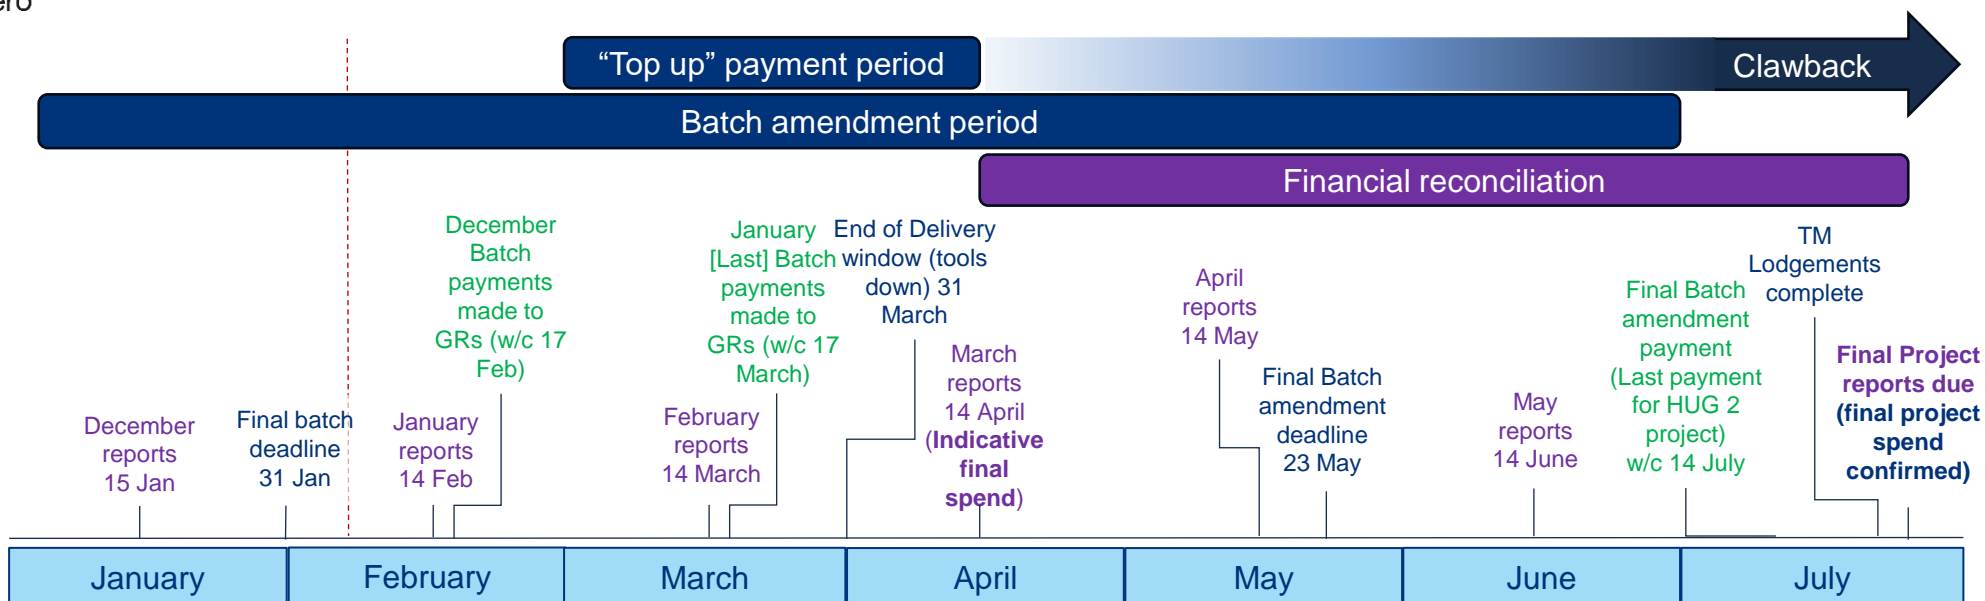 ero
“Top up” payment period
Clawback
Batch amendment period
Financial reconciliation
December
reports
15 Jan
Final batch
deadline
31 Jan
January
reports
14 Feb
December
Batch
payments
made to
GRs (w/c 17
Feb)
February
reports
14 March
January
[Last] Batch
payments
made to
GRs (w/c 17
March)
End of Delivery
window (tools
down) 31
March
March
reports
14 April
(Indicative
final
spend)
April
reports
14 May
Final Batch
amendment
deadline
23 May
May
reports
14 June
Final Batch
amendment
payment
(Last payment
for HUG 2
project)
w/c 14 July
TM
Lodgements
complete
Final Project
reports due
(final project
spend
confirmed)
January
February
March
April
May
June
July